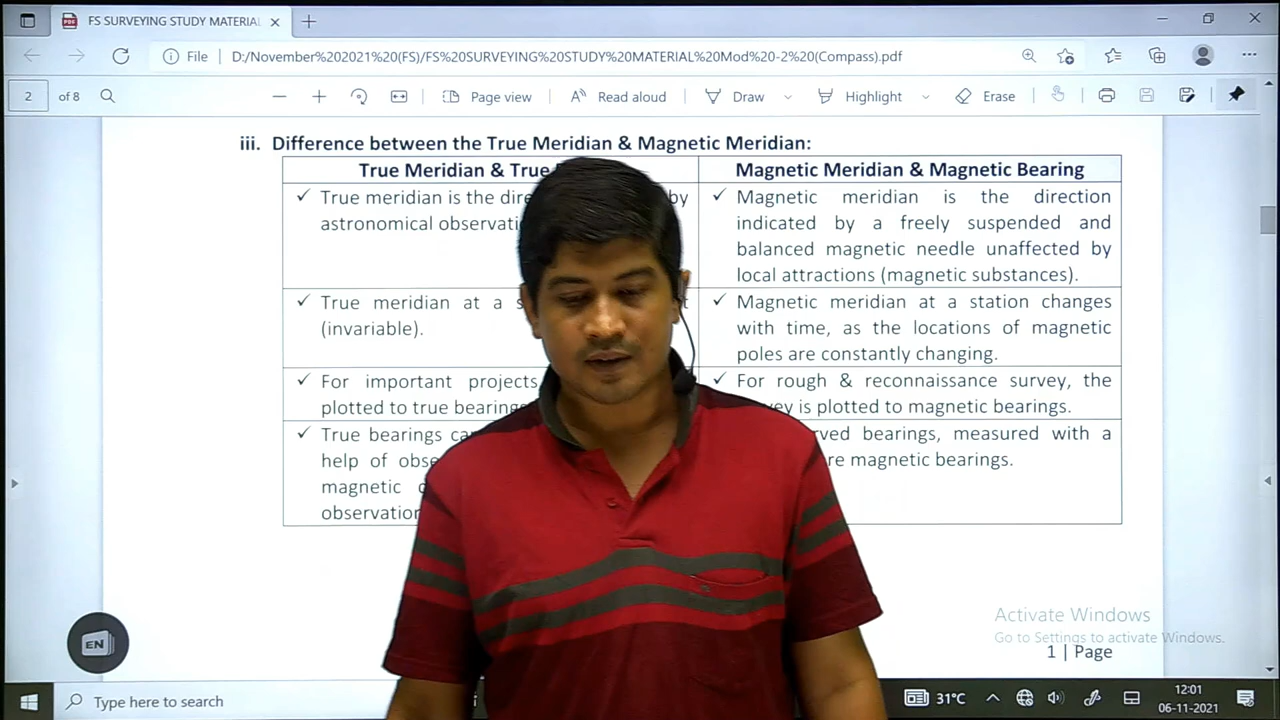 FS SURVEYING STUDY MATERIAL
File
D:/November%202021%20(FS)/FS%20SURVEYING%20STUDY%20MATERIAL%20Mod%20-2%20(Compass).pdf
2 of 8
Page view
Read aloud
Draw
Highlight
Erase
iii. Difference between the True Meridian & Magnetic Meridian:
True Meridian & True
Magnetic Meridian & Magnetic Bearing
✓ True meridian is the by
astronomical
✓ Magnetic meridian is the direction
indicated by a freely suspended and
balanced magnetic needle unaffected by
local attractions (magnetic substances).
✓ True meridian at a
(invariable).
✓ Magnetic meridian at a station changes
with time, as the locations of magnetic
poles are constantly changing.
✓ For important projects
plotted to true
✓ For rough & reconnaissance survey, the
is plotted to magnetic bearings.
✓ True bearings
help of
magnetic
bearings, measured with a
magnetic bearings.
EN
Activate Windows
Go to Settings to activate Windows.
1 | Page
Type here to search
31°C
12:01
06-11-2021